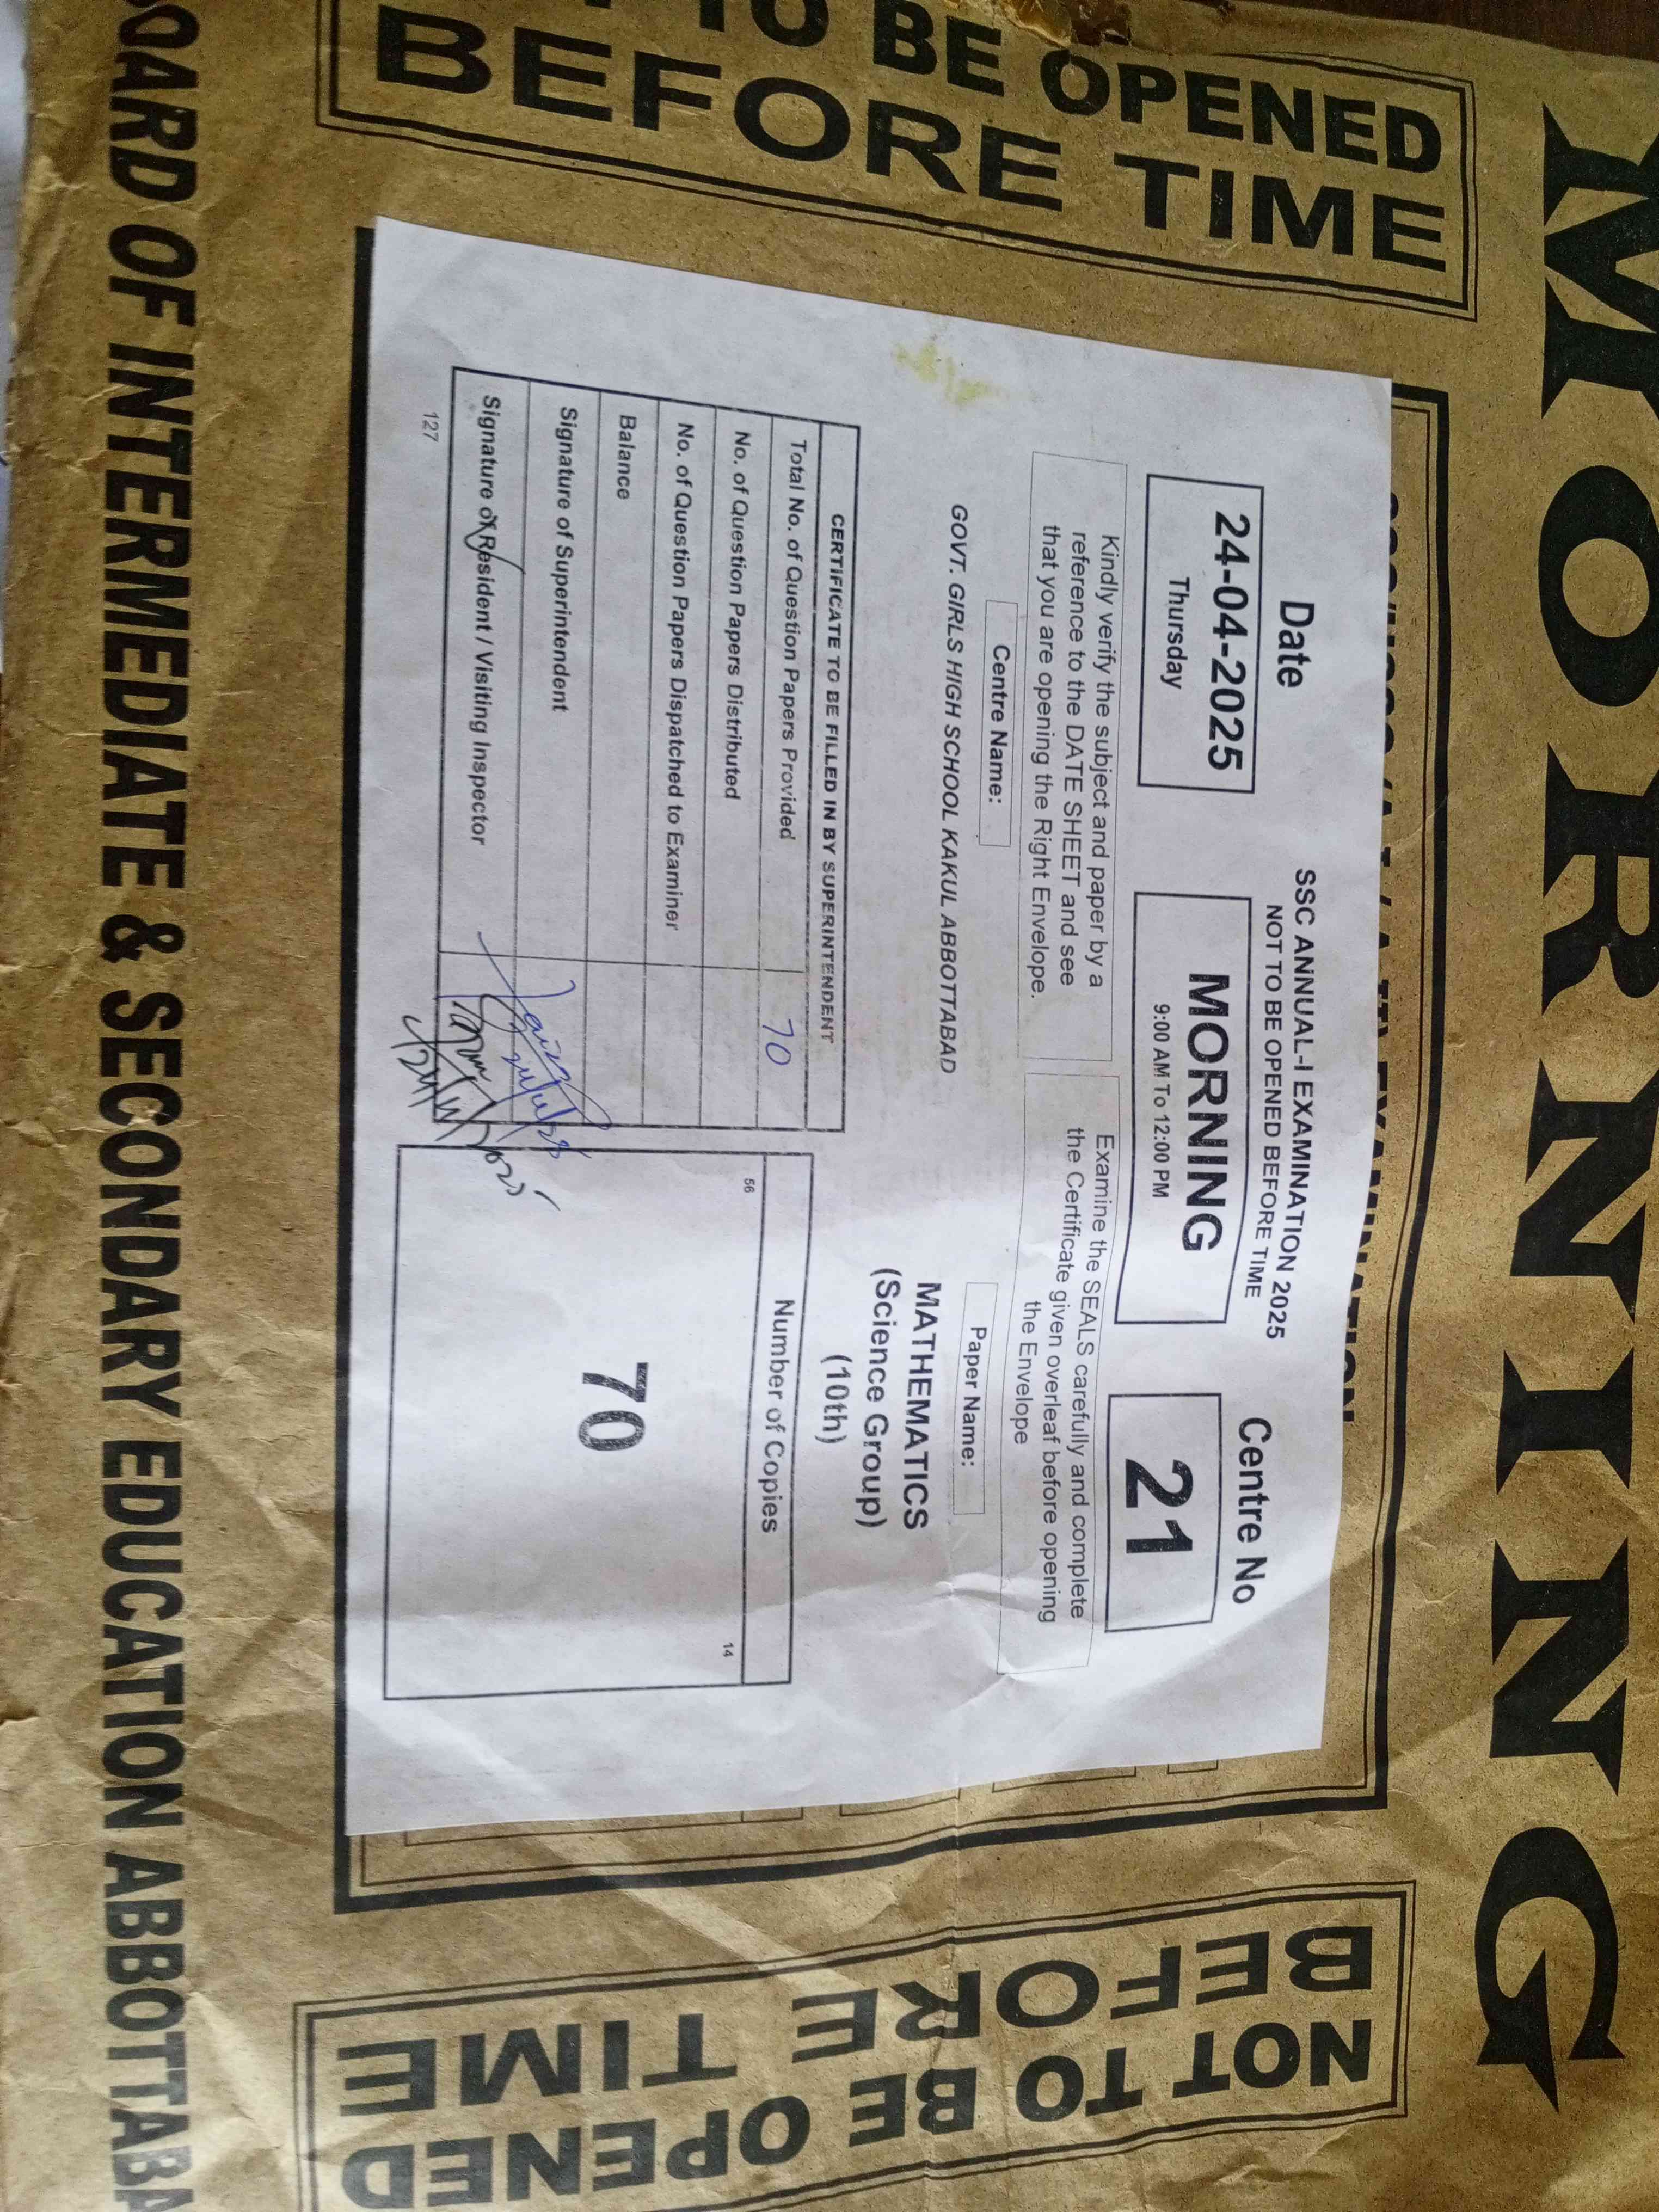 MORNING
TO BE OPENED
BEFORE TIME
SSC ANNUAL-I EXAMINATION 2025
NOT TO BE OPENED BEFORE TIME
Date
24-04-2025
Thursday
MORNING
9:00 AM To 12:00 PM
Centre No
21
Kindly verify the subject and paper by a
reference to the DATE SHEET and see
that you are opening the Right Envelope.
Examine the SEALS carefully and complete
the Certificate given overleaf before opening
the Envelope
Centre Name:
GOVT. GIRLS HIGH SCHOOL KAKUL ABBOTTABAD
Paper Name:
MATHEMATICS
(Science Group)
(10th)
CERTIFICATE TO BE FILLED IN BY SUPERINTENDENT
Total No. of Question Papers Provided 70
No. of Question Papers Distributed
No. of Question Papers Dispatched to Examiner
Balance
Signature of Superintendent
Signature of Resident / Visiting Inspector
127
Number of Copies
56 14
70
NOT TO BE OPENED
BEFORE TIME
BOARD OF INTERMEDIATE & SECONDARY EDUCATION ABBOTTABA